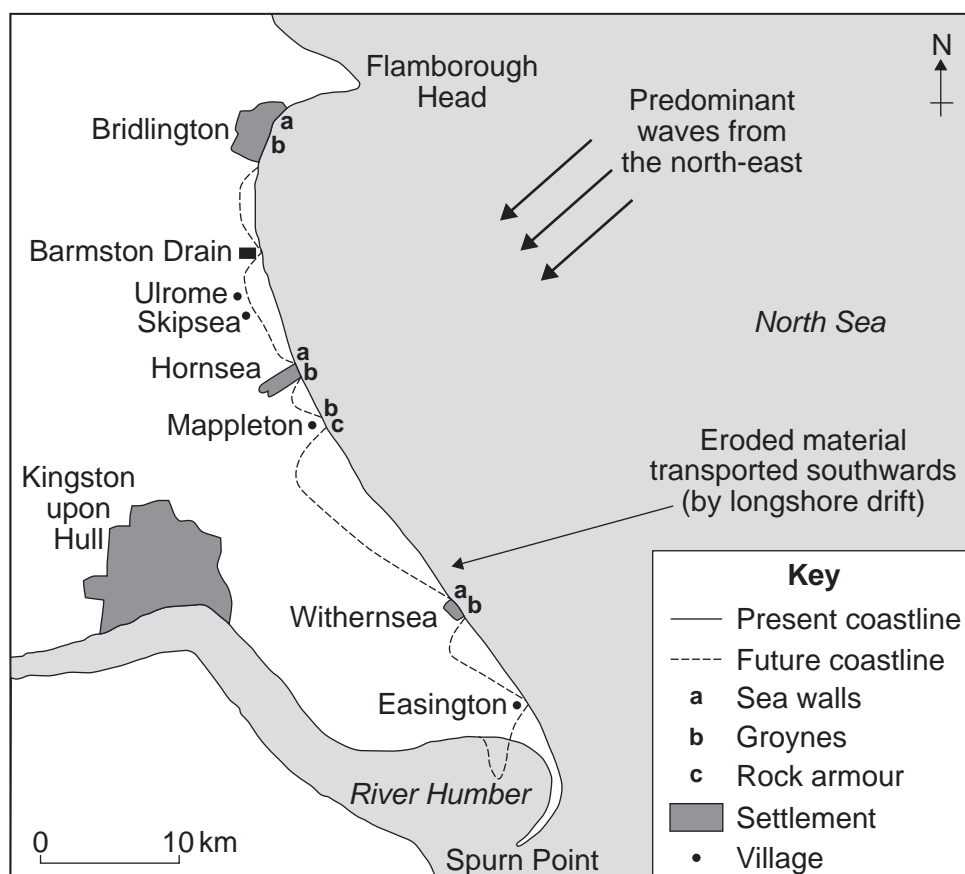 N
Flamborough
Head
Predominant
waves from
the north-east
Bridlington
a
b
Barmston Drain
Ulrome
Skipsea
North Sea
Hornsea
a
b
Mappleton
b
c
Eroded material
transported southwards
(by longshore drift)
Kingston
upon
Hull
Withernsea
a
b
Easington
River Humber
Spurn Point
0 10 km
Key
Present coastline
Future coastline
a Sea walls
b Groynes
c Rock armour
Settlement
Village